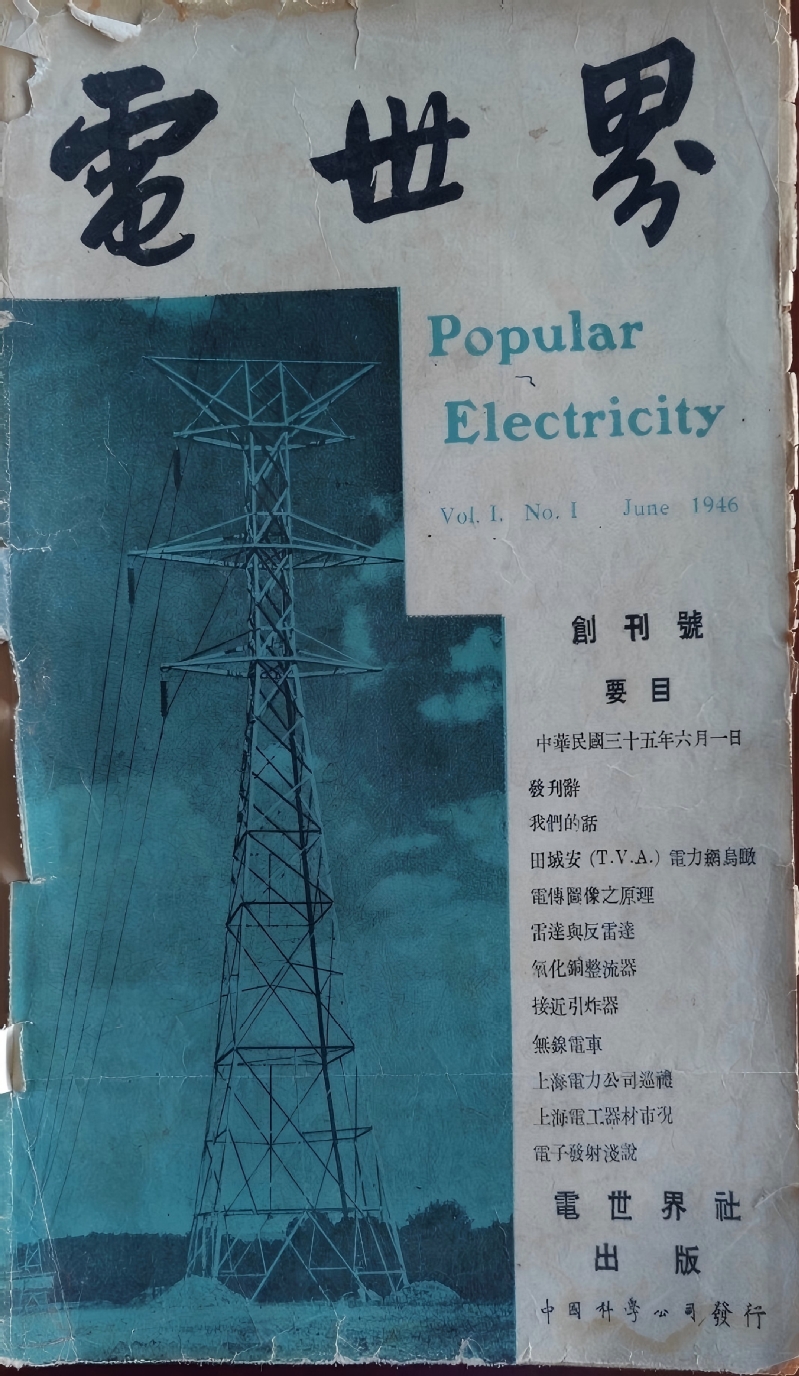 電世界
Popular
Electricity
Vol. I, No. I June 1946
創刊號
要目
中華民國三十五年六月一日
發刊辭
我們的話
田城安 (T.V.A.) 電力網鳥瞰
電傳圖像之原理
雷達與反雷達
氧化銅整流器
接近引炸器
無線電車
上海電力公司巡禮
上海電工器材市況
電子發射淺說
電世界社
出版
中國科學公司發行